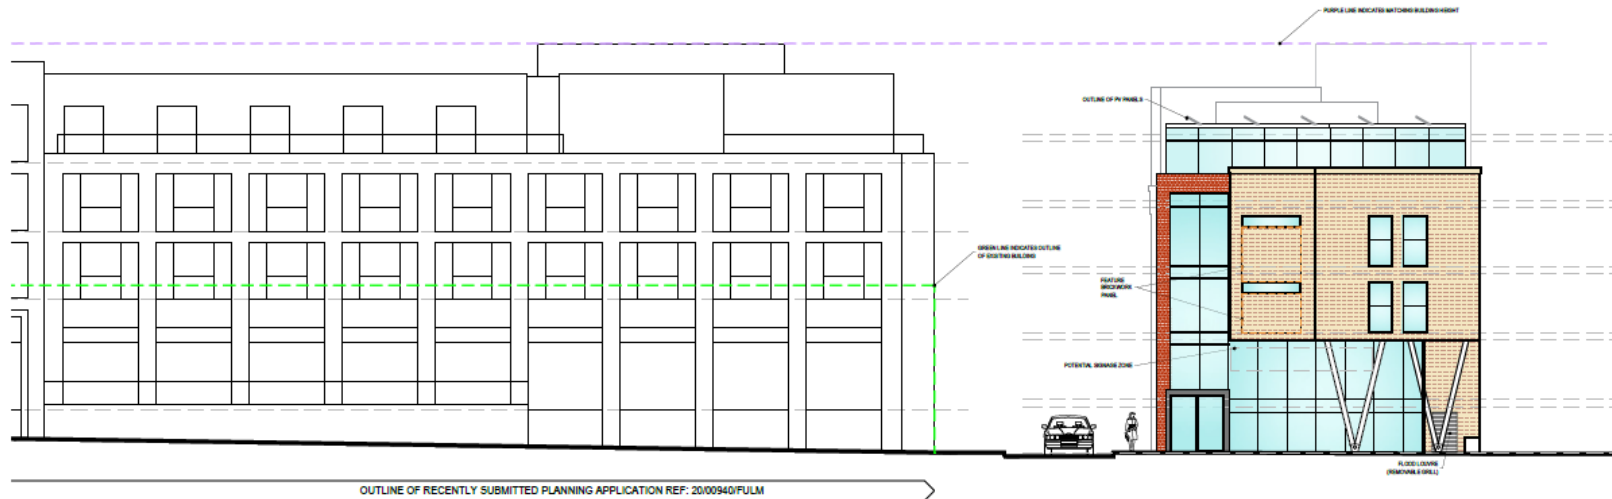 PURPLE LINE INDICATES MATCHING BUILDING HEIGHT
OUTLINE OF PV PANELS
GREEN LINE INDICATES OUTLINE
OF EXISTING BUILDING
FEATURE
BRICKWORK
PANEL
POTENTIAL SIGNAGE ZONE
FLOOD LOUVRE
(REMOVABLE GRILL)
OUTLINE OF RECENTLY SUBMITTED PLANNING APPLICATION REF: 20/00940/FULM